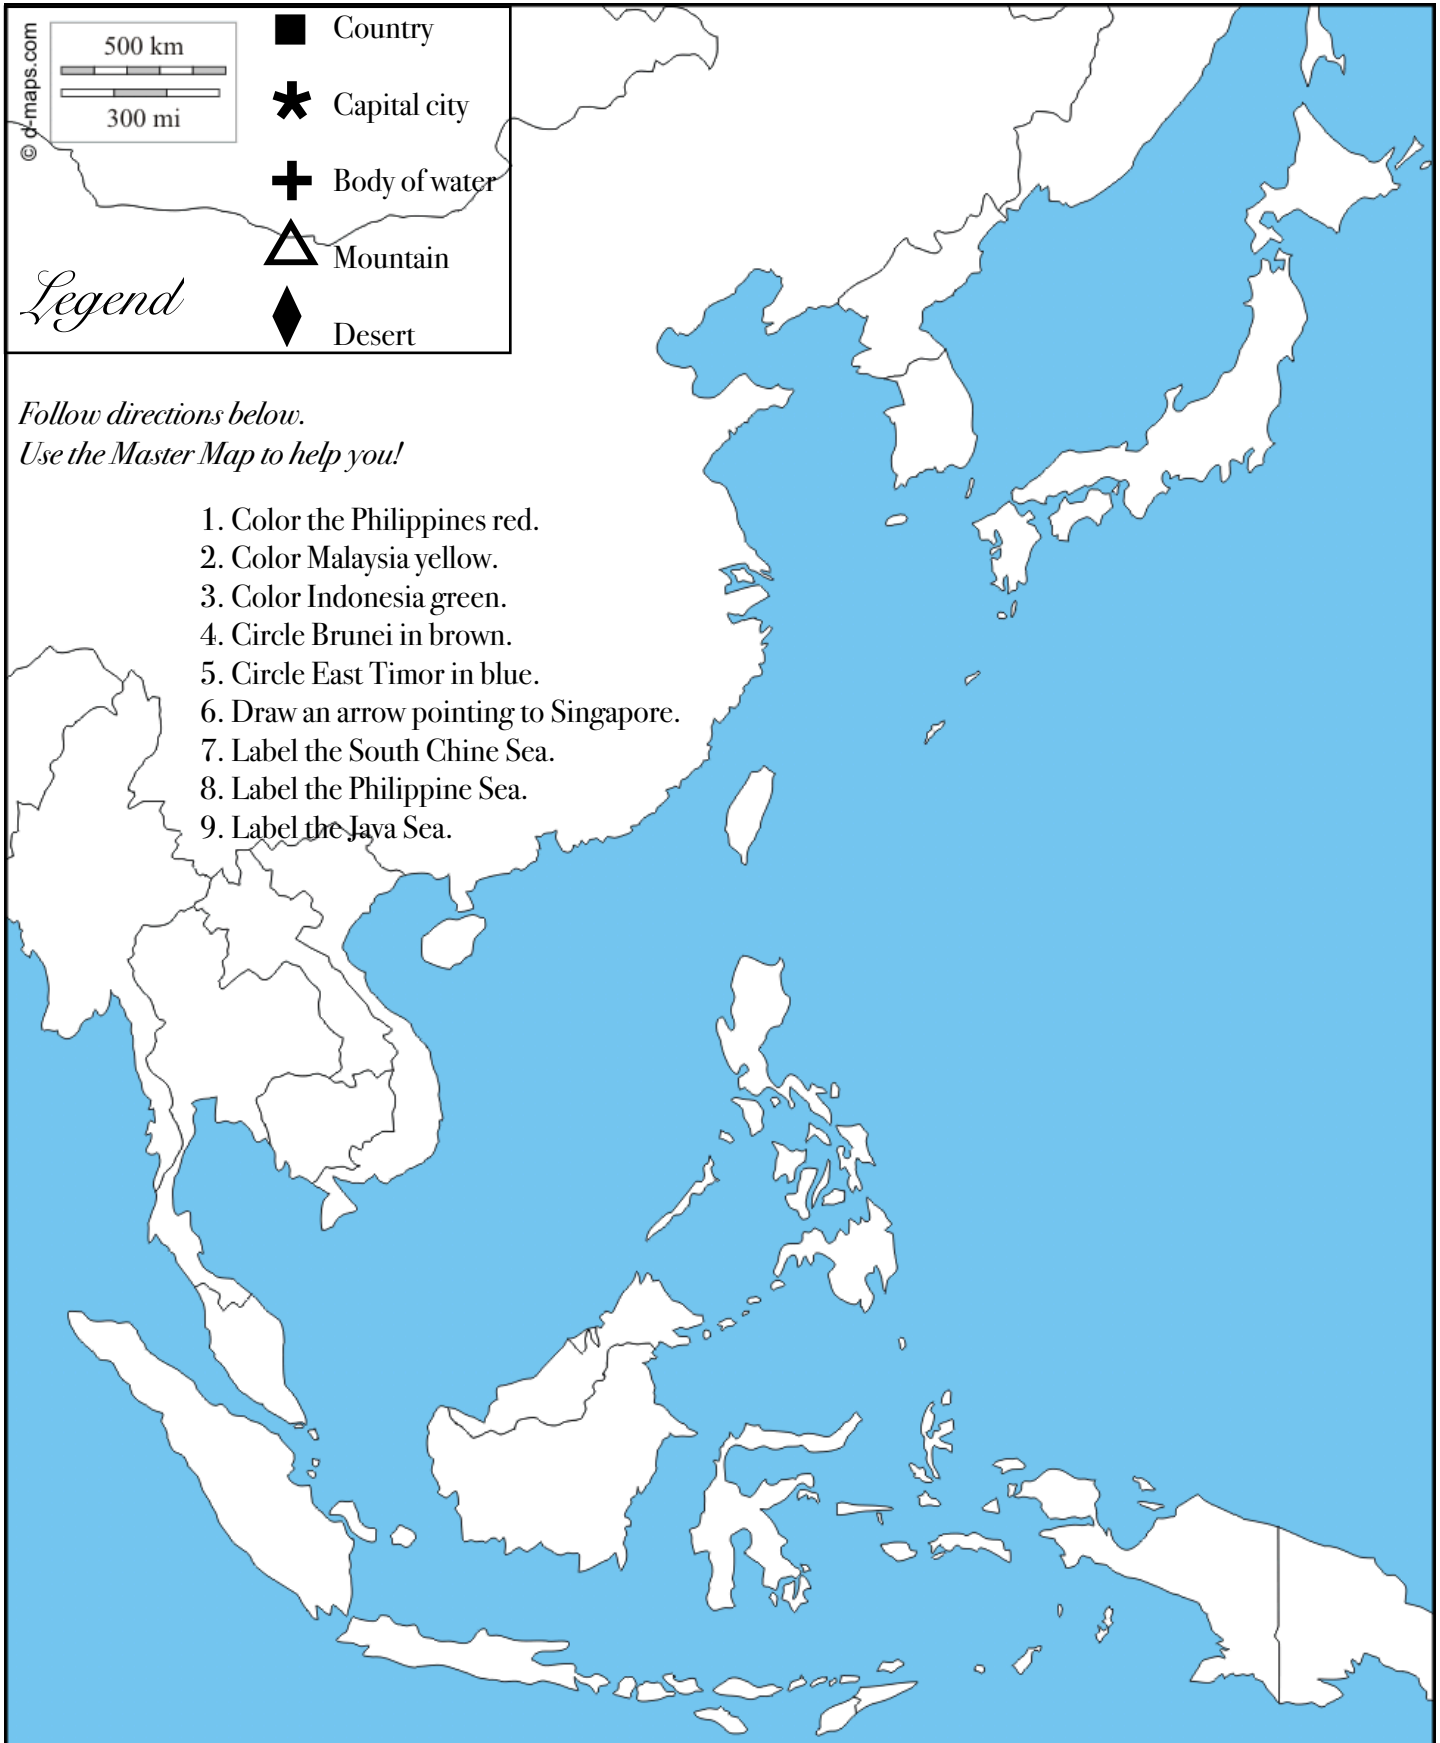 © d-maps.com
500 km
300 mi
Country
Capital city
Body of water
Mountain
Desert
Legend
Follow directions below.
Use the Master Map to help you!
1. Color the Philippines red.
2. Color Malaysia yellow.
3. Color Indonesia green.
4. Circle Brunei in brown.
5. Circle East Timor in blue.
6. Draw an arrow pointing to Singapore.
7. Label the South Chine Sea.
8. Label the Philippine Sea.
9. Label the Java Sea.